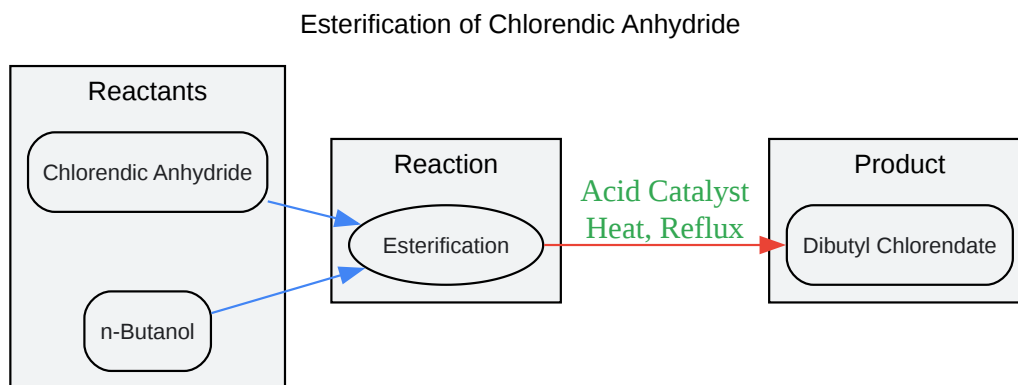 Esterification of Chlorendic Anhydride
Reactants
Chlorendic Anhydride
n-Butanol
Reaction
Esterification
Acid Catalyst
Heat, Reflux
Product
Dibutyl Chlorendate